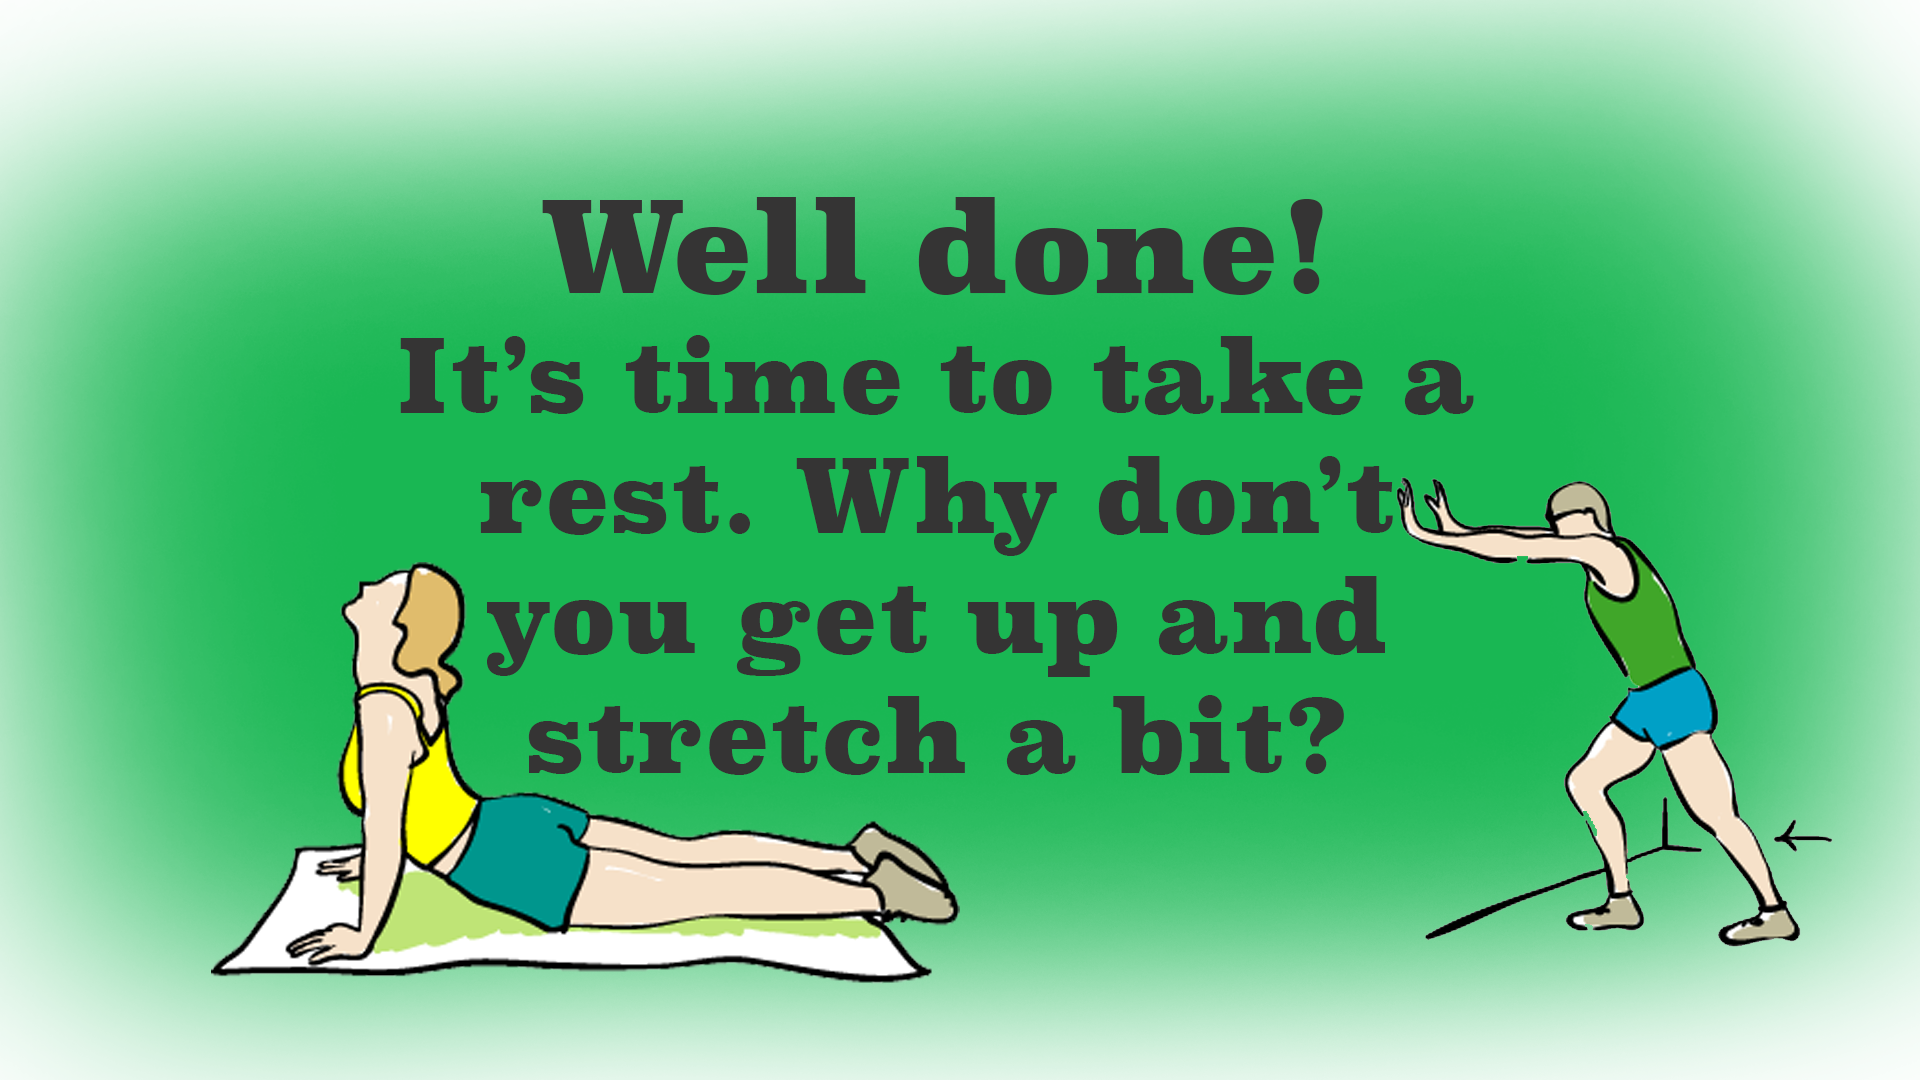 Well done!
It’s time to take a
rest. Why don’t
you get up and
stretch a bit?